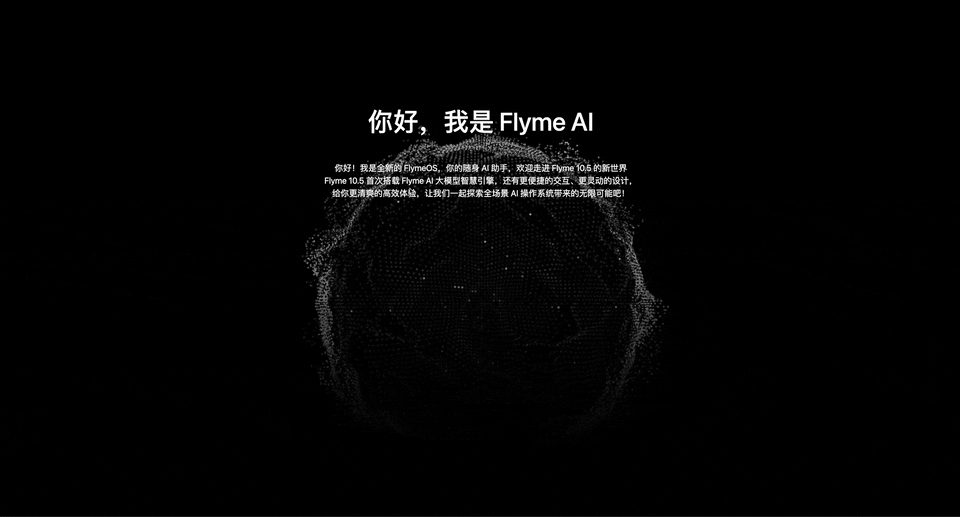 你好，我是 Flyme AI
你好！我是全新的 FlymeOS，你的随身 AI 助手，欢迎走进 Flyme 10.5 的新世界
Flyme 10.5 首次搭载 Flyme AI 大模型智慧引擎，还有更便捷的交互、更灵动的设计，
给你更清爽的高效体验，让我们一起探索全场景 AI 操作系统带来的无限可能吧！